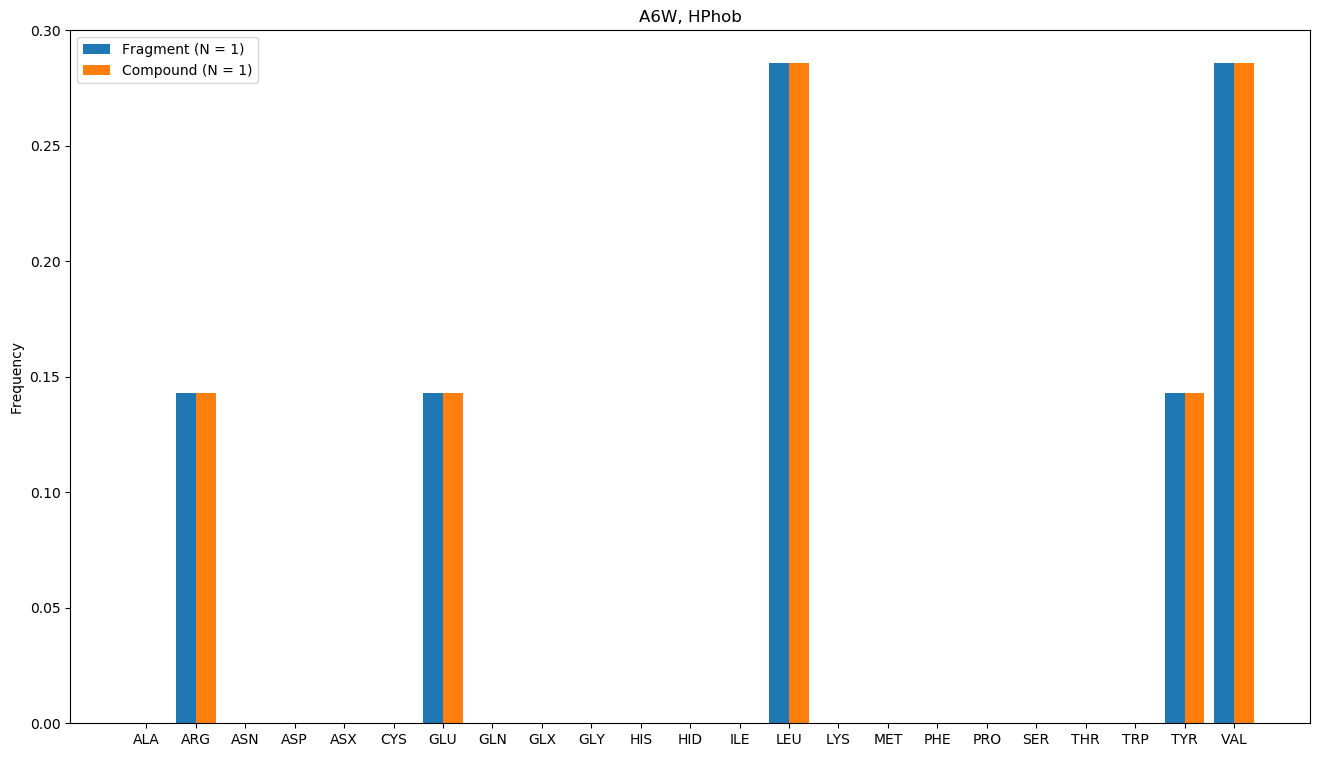 A6W, HPhob
Fragment (N = 1)
Compound (N = 1)
0.30
0.25
0.20
0.15
0.10
0.05
0.00
Frequency
ALA ARG ASN ASP ASX CYS GLU GLN GLX GLY HIS HID ILE LEU LYS MET PHE PRO SER THR TRP TYR VAL